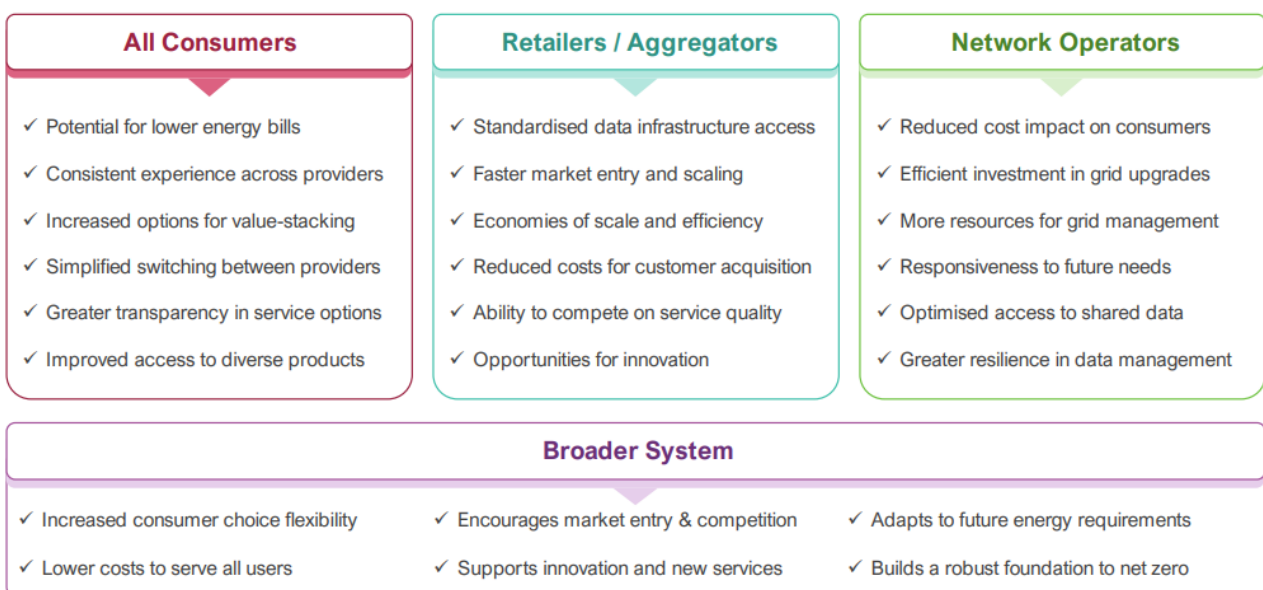 All Consumers
✓ Potential for lower energy bills
✓ Consistent experience across providers
✓ Increased options for value-stacking
✓ Simplified switching between providers
✓ Greater transparency in service options
✓ Improved access to diverse products
Retailers / Aggregators
✓ Standardised data infrastructure access
✓ Faster market entry and scaling
✓ Economies of scale and efficiency
✓ Reduced costs for customer acquisition
✓ Ability to compete on service quality
✓ Opportunities for innovation
Network Operators
✓ Reduced cost impact on consumers
✓ Efficient investment in grid upgrades
✓ More resources for grid management
✓ Responsiveness to future needs
✓ Optimised access to shared data
✓ Greater resilience in data management
Broader System
✓ Increased consumer choice flexibility
✓ Lower costs to serve all users
✓ Encourages market entry & competition
✓ Supports innovation and new services
✓ Adapts to future energy requirements
✓ Builds a robust foundation to net zero